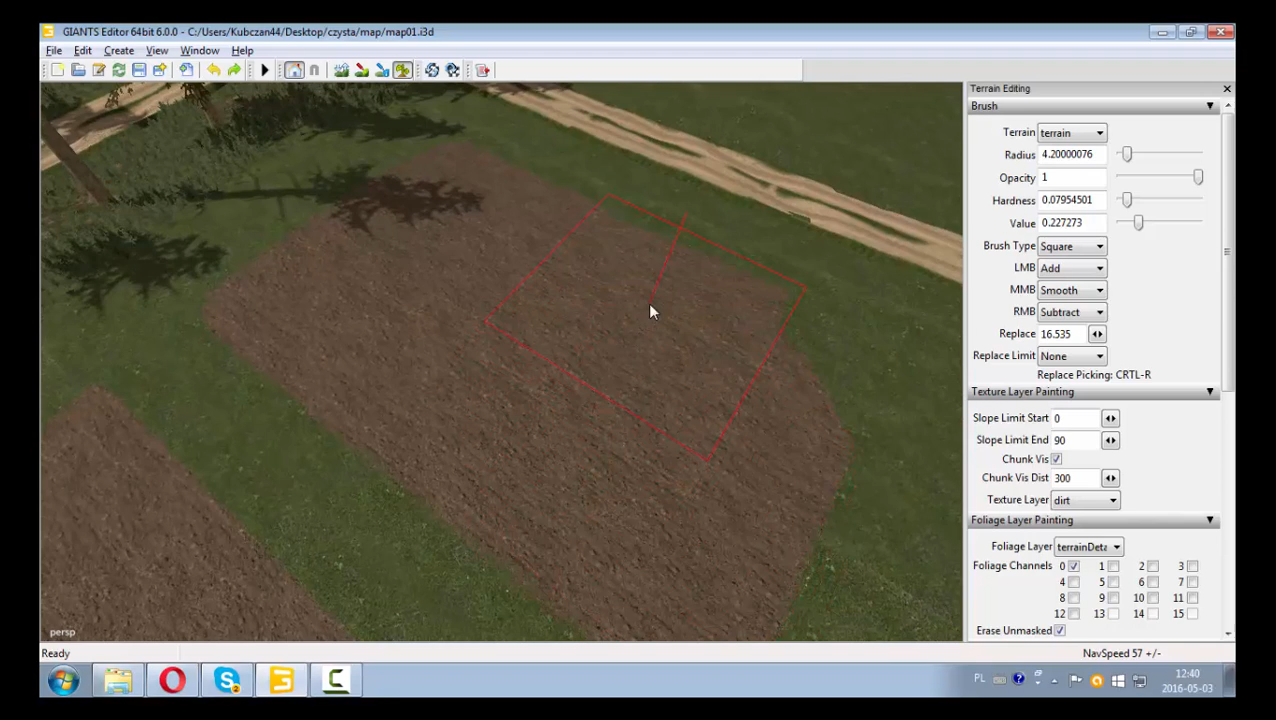 GIANTS Editor 64bit 6.0.0 - C:/Users/Kubczan44/Desktop/czysta/map/map01.i3d
File Edit Create View Window Help
Terrain Editing
Brush
Terrain terrain
Radius 4.20000076
Opacity 1
Hardness 0.07954501
Value 0.227273
Brush Type Square
LMB Add
MMB Smooth
RMB Subtract
Replace 16.535
Replace Limit None
Replace Picking: CRTL-R
Texture Layer Painting
Slope Limit Start 0
Slope Limit End 90
Chunk Vis
Chunk Vis Dist 300
Texture Layer dirt
Foliage Layer Painting
Foliage Layer terrainDeta
Foliage Channels 0 1 2 3
4 5 6 7
8 9 10 11
12 13 14 15
Erase Unmasked
persp
Ready NavSpeed 57 +/-
PL 12:40
2016-05-03